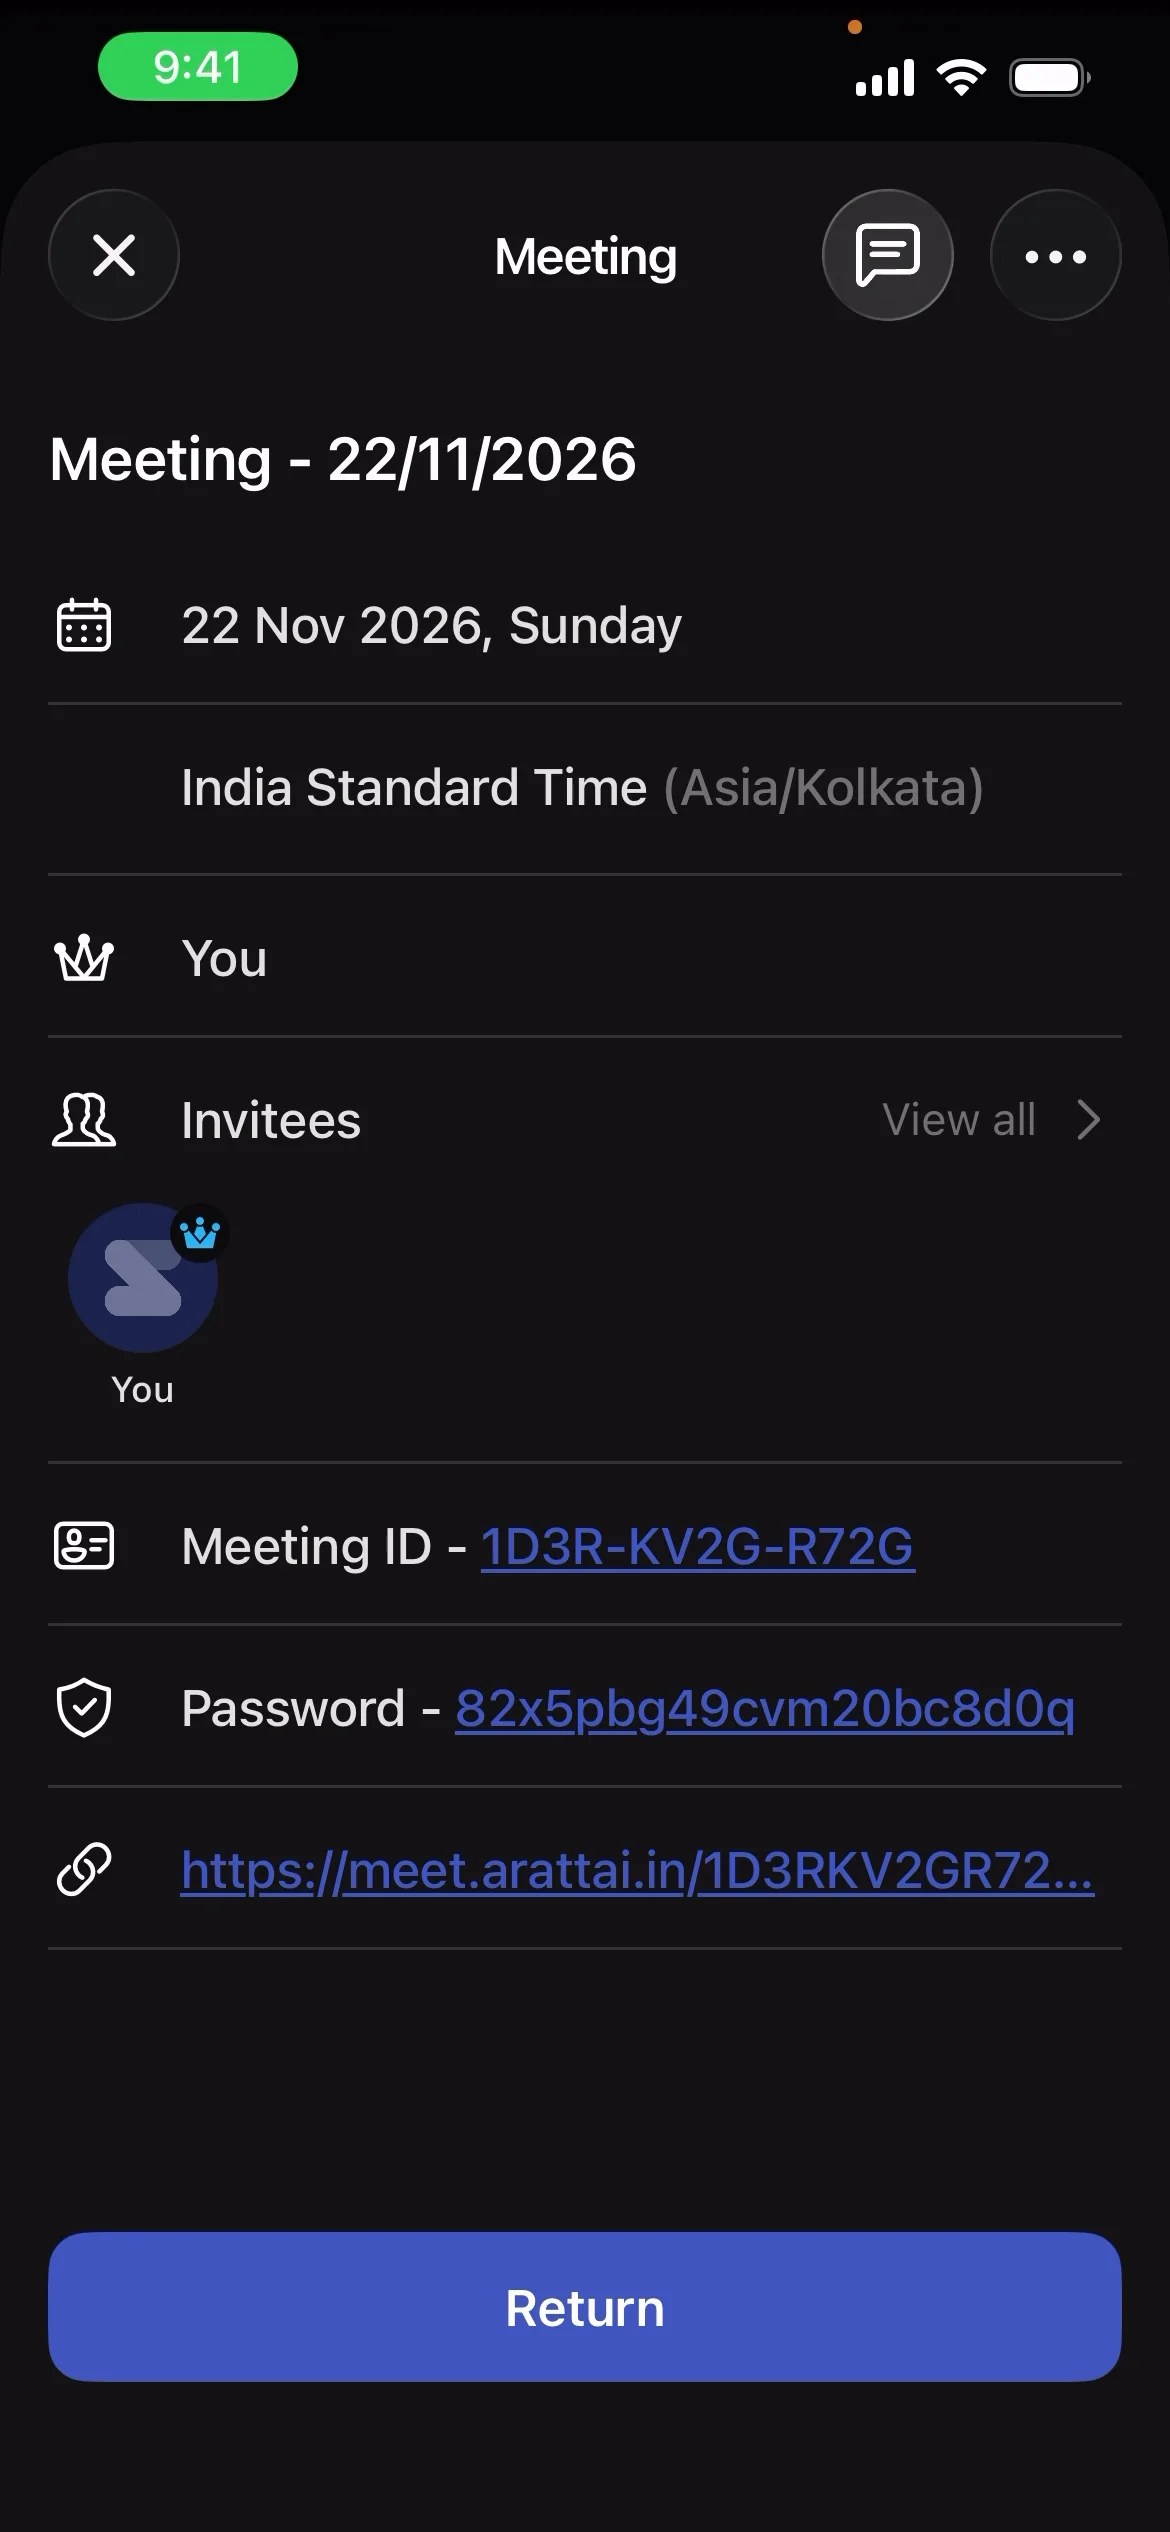 9:41
Meeting
Meeting - 22/11/2026
22 Nov 2026, Sunday
India Standard Time (Asia/Kolkata)
You
Invitees View all
You
Meeting ID - 1D3R-KV2G-R72G
Password - 82x5pbg49cvm20bc8d0q
https://meet.arattai.in/1D3RKV2GR72...
Return